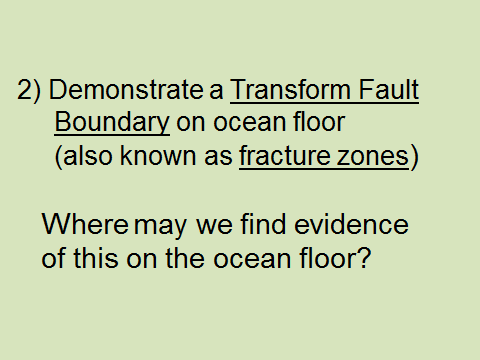 2) Demonstrate a Transform Fault
Boundary on ocean floor
(also known as fracture zones)
Where may we find evidence
of this on the ocean floor?